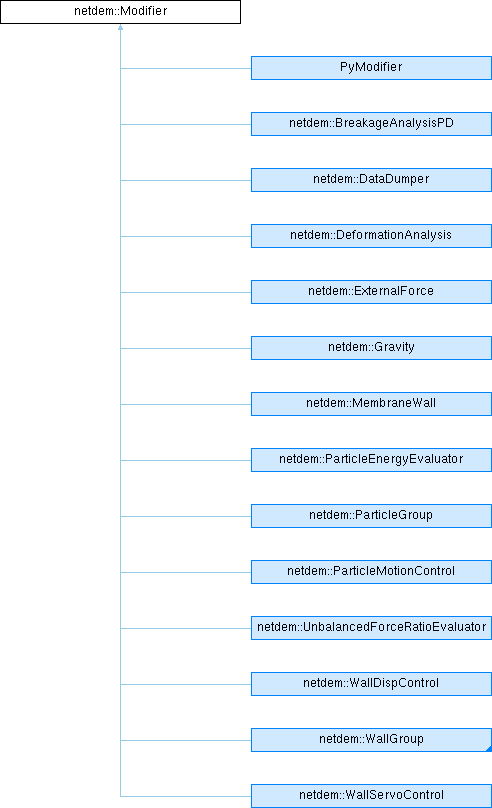 netdem::Modifier
PyModifier
netdem::BreakageAnalysisPD
netdem::DataDumper
netdem::DeformationAnalysis
netdem::ExternalForce
netdem::Gravity
netdem::MembraneWall
netdem::ParticleEnergyEvaluator
netdem::ParticleGroup
netdem::ParticleMotionControl
netdem::UnbalancedForceRatioEvaluator
netdem::WallDispControl
netdem::WallGroup
netdem::WallServoControl